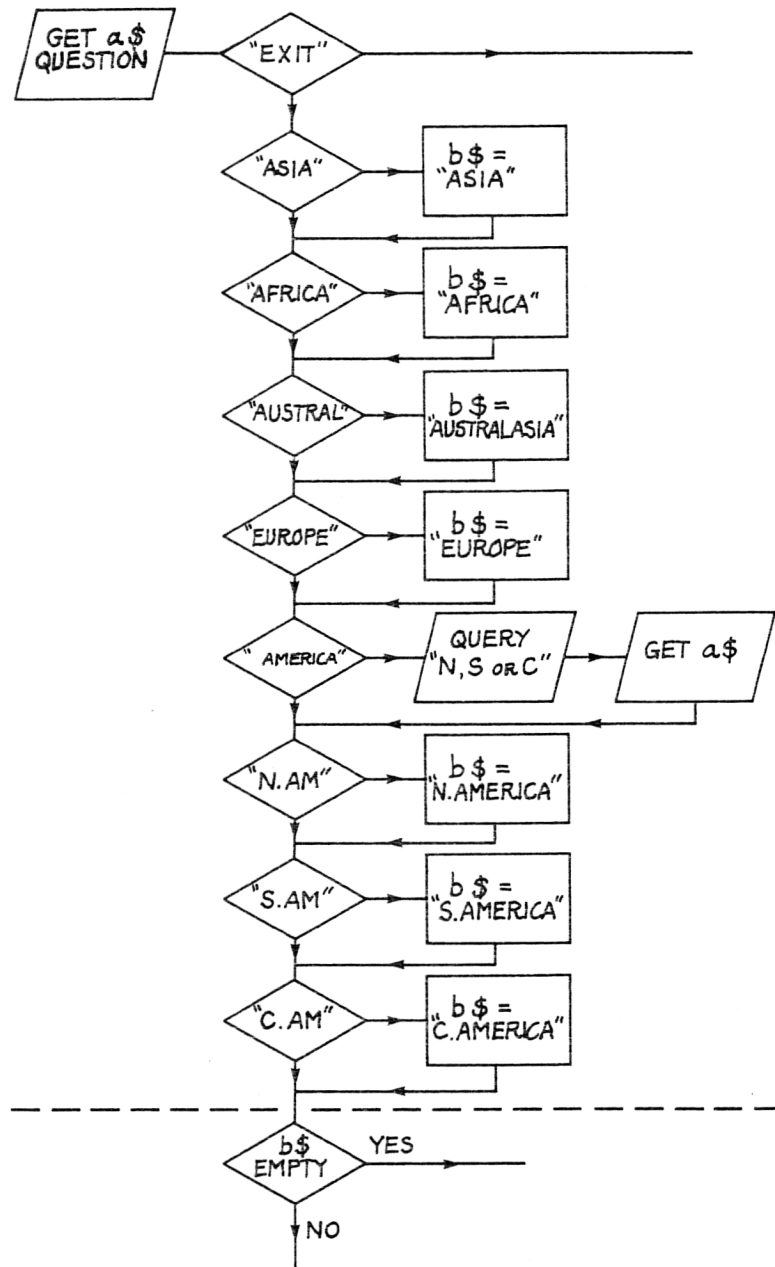 GET a$
QUESTION
"EXIT"
"ASIA"
b$ =
"ASIA"
"AFRICA"
b$ =
"AFRICA"
"AUSTRAL"
b$ =
"AUSTRALASIA"
"EUROPE"
b$ =
"EUROPE"
" AMERICA"
QUERY
"N, S OR C"
GET a$
"N.AM"
b$ =
"N.AMERICA"
"S.AM"
b$ =
"S.AMERICA"
"C.AM"
b$ =
"C.AMERICA"
b$
EMPTY
YES
NO